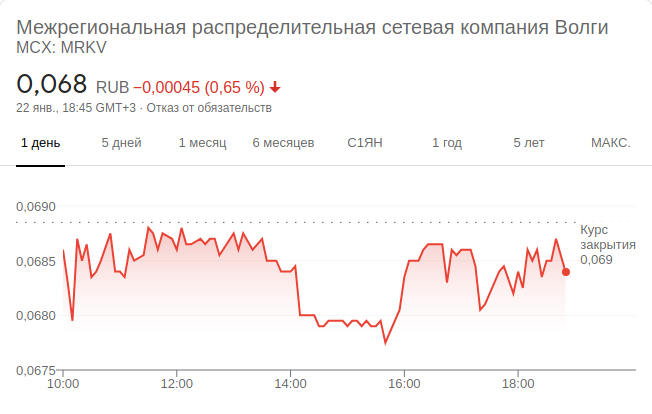 Межрегиональная распределительная сетевая компания Волги
MCX: MRKV
0,068 RUB −0,00045 (0,65 %)
22 янв., 18:45 GMT+3 · Отказ от обязательств
1 день 5 дней 1 месяц 6 месяцев С1ЯН 1 год 5 лет МАКС.
0,0690
Курс
закрытия
0,069
0,0685
0,0680
0,0675
10:00 12:00 14:00 16:00 18:00